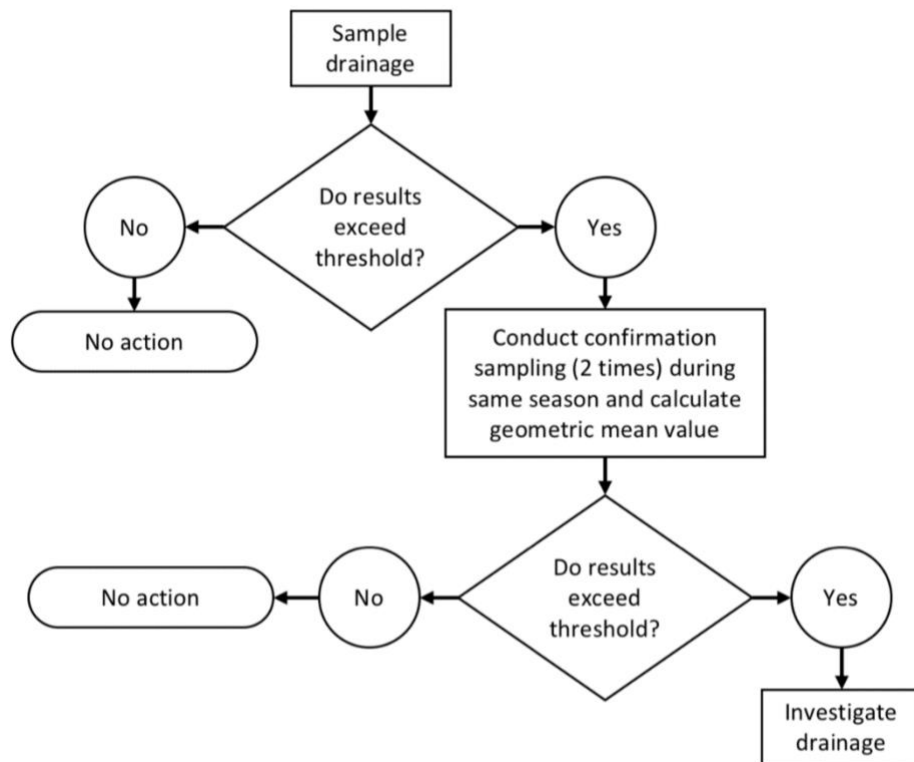 Sample
drainage
Do results
exceed
threshold?
No
Yes
No action
Conduct confirmation
sampling (2 times) during
same season and calculate
geometric mean value
Do results
exceed
threshold?
No action
No
Yes
Investigate
drainage